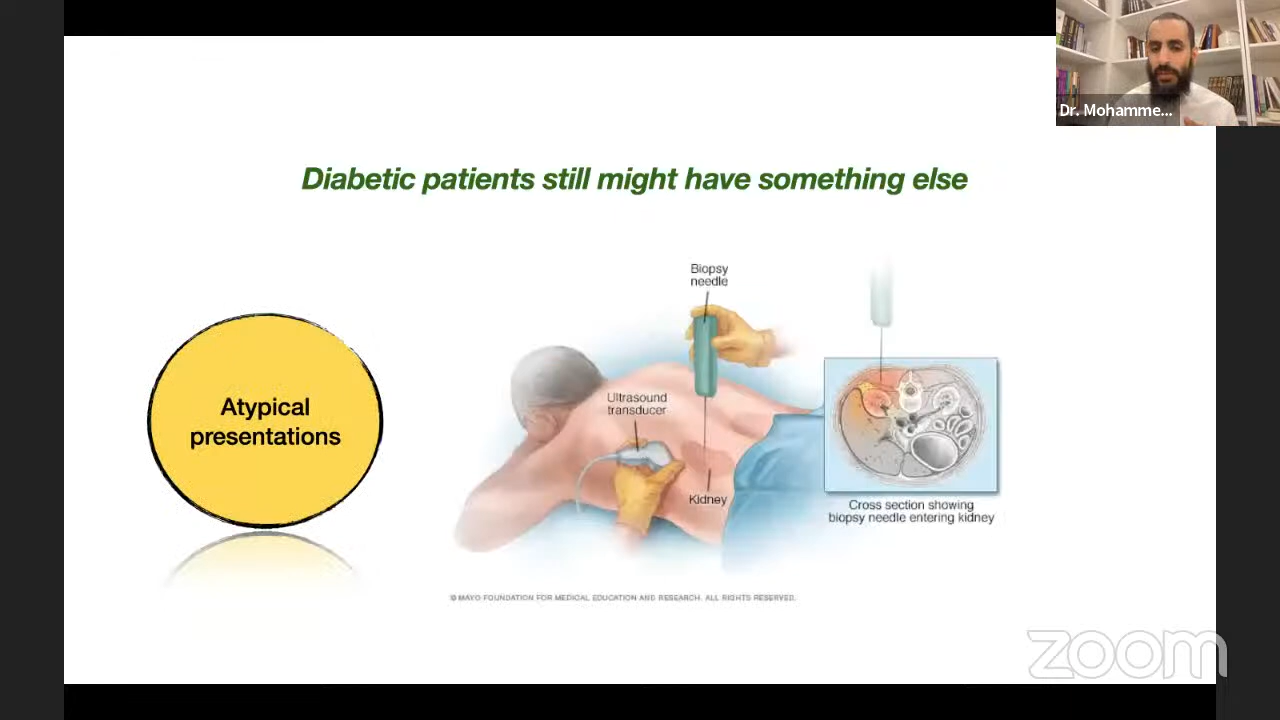 Dr. Mohamme...
Diabetic patients still might have something else
Biopsy
needle
Ultrasound
transducer
Atypical
presentations
Kidney
Cross section showing
biopsy needle entering kidney
© MAYO FOUNDATION FOR MEDICAL EDUCATION AND RESEARCH. ALL RIGHTS RESERVED.
zoom